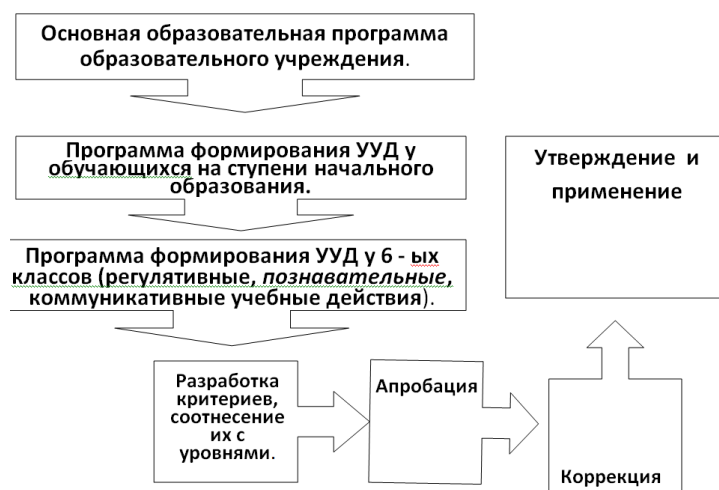 Основная образовательная программа
образовательного учреждения.
Программа формирования УУД у
обучающихся на ступени начального
образования.
Программа формирования УУД у 6 - ых
классов (регулятивные, познавательные,
коммуникативные учебные действия).
Разработка
критериев,
соотнесение
их с
уровнями.
Апробация
Коррекция
Утверждение и
применение